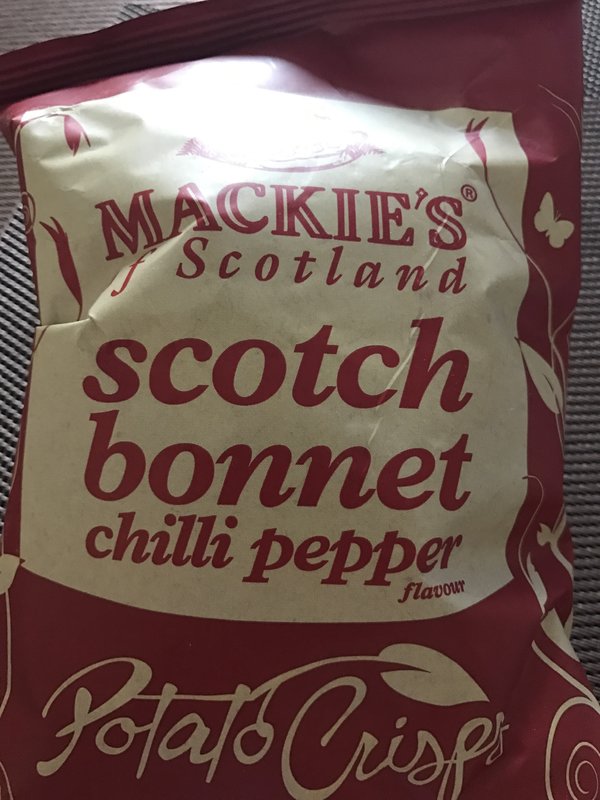 MACKIE'S®
of Scotland
scotch
bonnet
chilli pepper
flavour
Potato Crisps